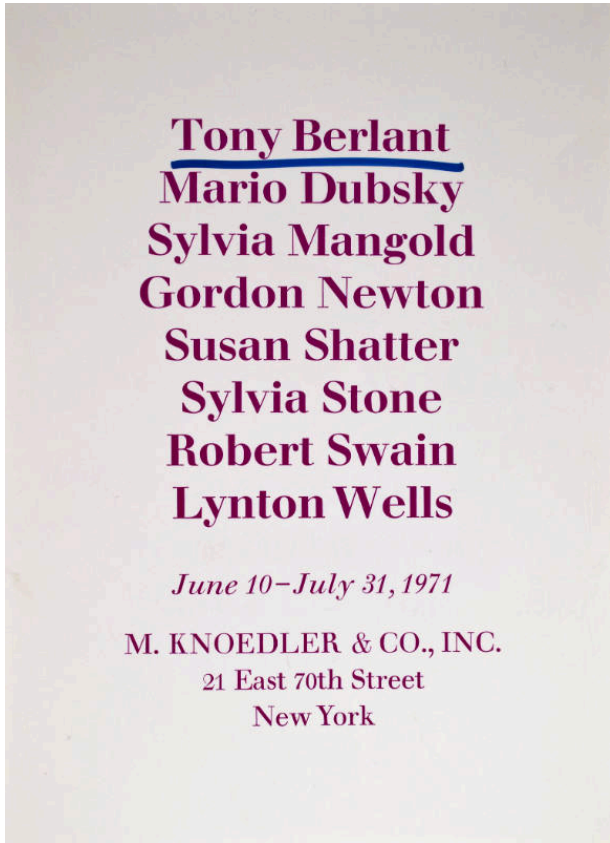 Tony Berlant
Mario Dubsky
Sylvia Mangold
Gordon Newton
Susan Shatter
Sylvia Stone
Robert Swain
Lynton Wells
June 10–July 31, 1971
M. KNOEDLER & CO., INC.
21 East 70th Street
New York